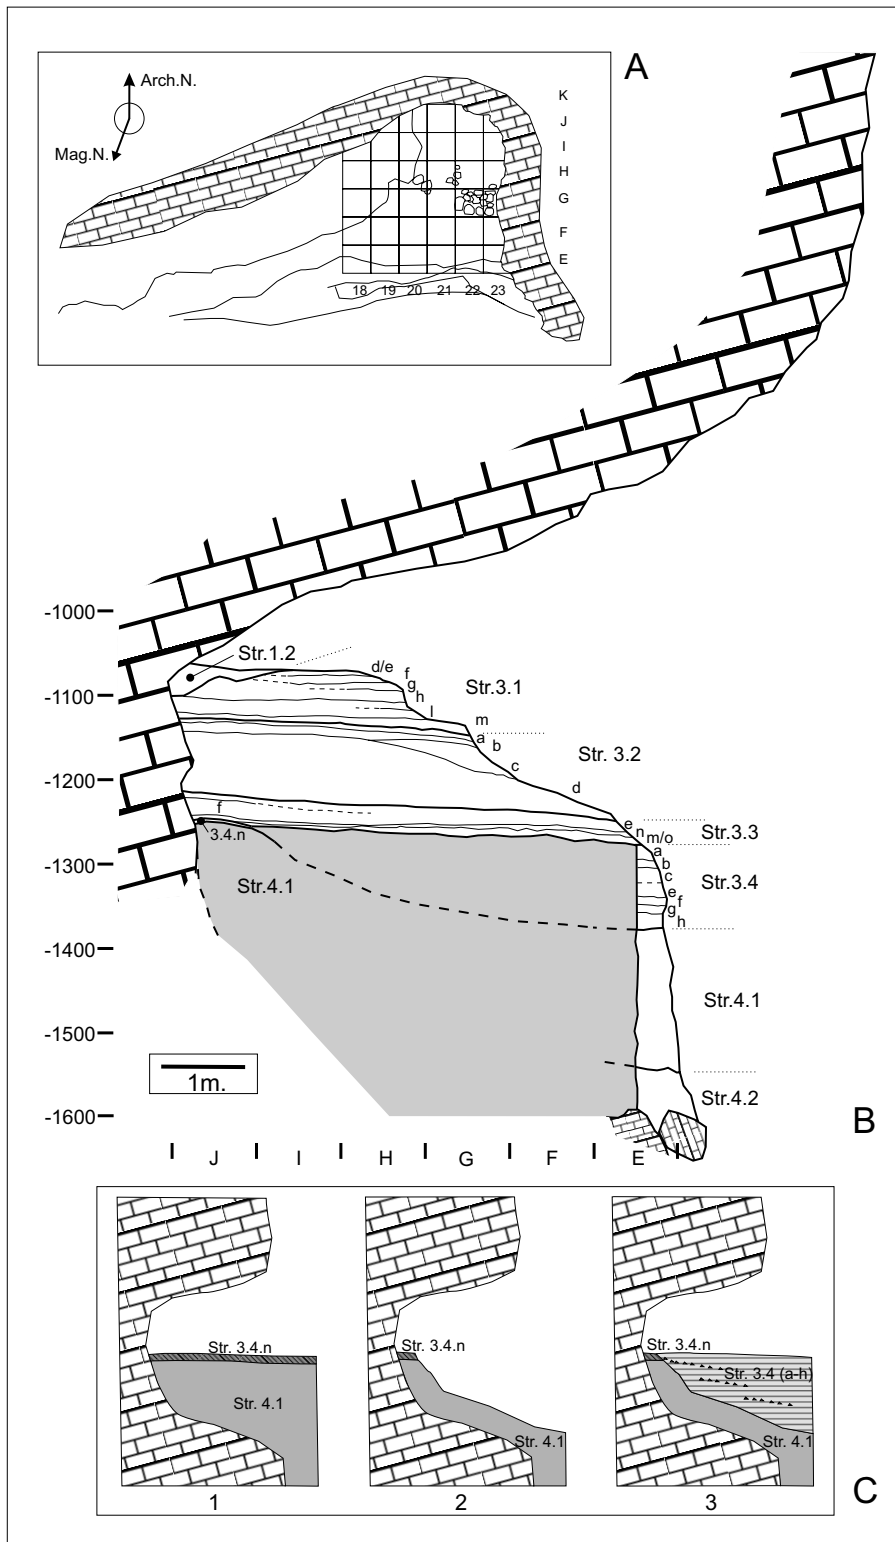 A
Arch.N.
Mag.N.
K
J
I
H
G
F
E
18 19 20 21 22 23
-1000
-1100
-1200
-1300
-1400
-1500
-1600
Str.1.2
d/e
f
g
h
l
m
Str.3.1
a
b
c
d
Str. 3.2
f
e
n
m/o
Str.3.3
3.4.n
a
b
c
e
f
g
h
Str.3.4
Str.4.1
Str.4.1
Str.4.2
1m.
B
J I H G F E
Str. 3.4.n
Str. 4.1
1
Str. 3.4.n
Str. 4.1
2
Str. 3.4.n
Str. 3.4 (a-h)
Str. 4.1
3
C